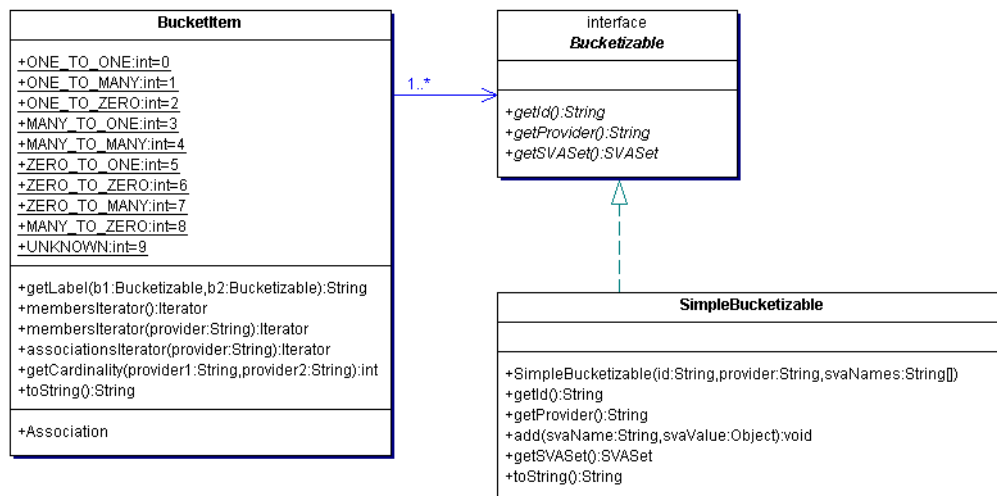 BucketItem
+ONE_TO_ONE:int=0
+ONE_TO_MANY:int=1
+ONE_TO_ZERO:int=2
+MANY_TO_ONE:int=3
+MANY_TO_MANY:int=4
+ZERO_TO_ONE:int=5
+ZERO_TO_ZERO:int=6
+ZERO_TO_MANY:int=7
+MANY_TO_ZERO:int=8
+UNKNOWN:int=9
+getLabel(b1:Bucketizable,b2:Bucketizable):String
+membersIterator():Iterator
+membersIterator(provider:String):Iterator
+associationsIterator(provider:String):Iterator
+getCardinality(provider1:String,provider2:String):int
+toString():String
+Association
1..*
interface
Bucketizable
+getId():String
+getProvider():String
+getSVASet():SVASet
SimpleBucketizable
+SimpleBucketizable(id:String,provider:String,svaNames:String[])
+getId():String
+getProvider():String
+add(svaName:String,svaValue:Object):void
+getSVASet():SVASet
+toString():String